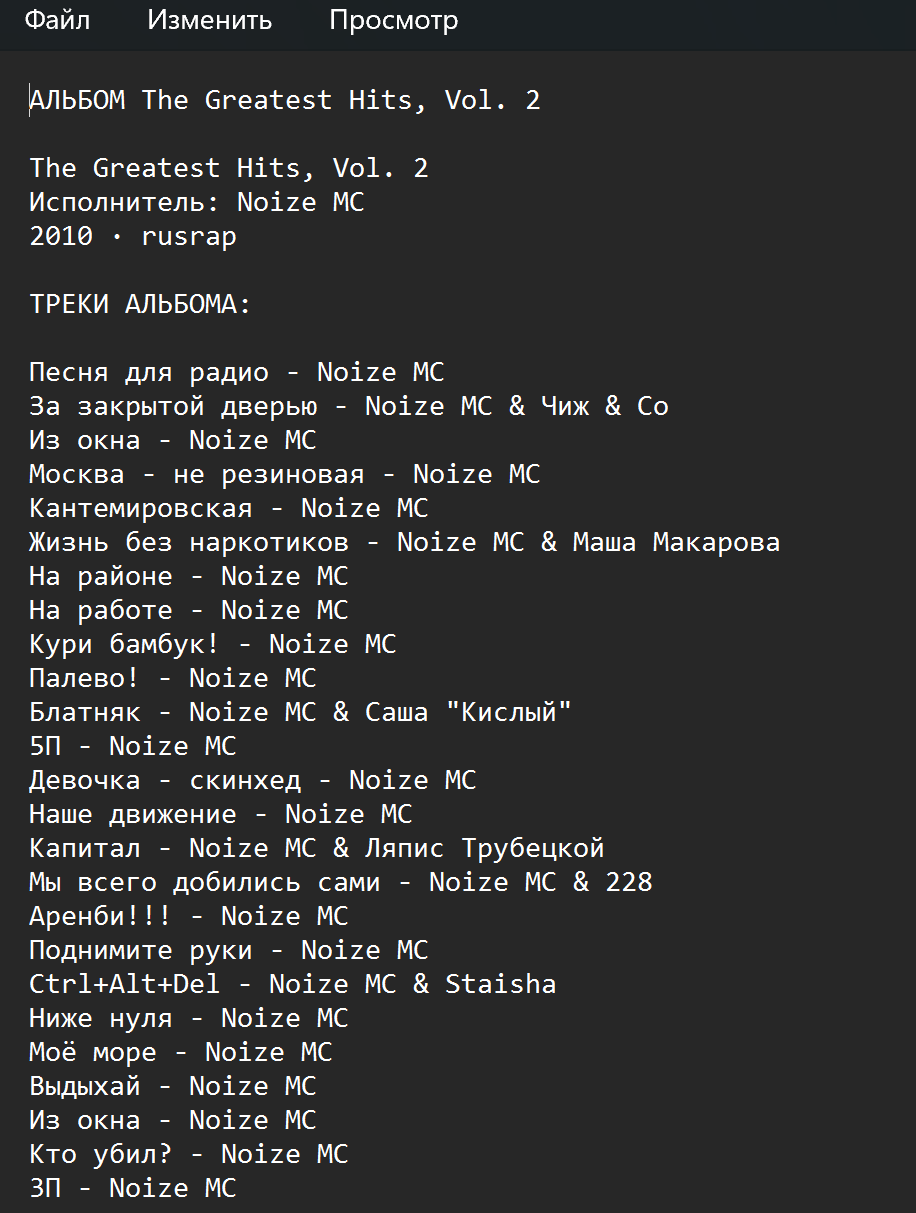 Файл Изменить Просмотр
АЛЬБОМ The Greatest Hits, Vol. 2
The Greatest Hits, Vol. 2
Исполнитель: Noize MC
2010 · rusrap
ТРЕКИ АЛЬБОМА:
Песня для радио - Noize MC
За закрытой дверью - Noize MC & Чиж & Co
Из окна - Noize MC
Москва - не резиновая - Noize MC
Кантемировская - Noize MC
Жизнь без наркотиков - Noize MC & Маша Макарова
На районе - Noize MC
На работе - Noize MC
Кури бамбук! - Noize MC
Палево! - Noize MC
Блатняк - Noize MC & Саша "Кислый"
5П - Noize MC
Девочка - скинхед - Noize MC
Наше движение - Noize MC
Капитал - Noize MC & Ляпис Трубецкой
Мы всего добились сами - Noize MC & 228
Аренби!!! - Noize MC
Поднимите руки - Noize MC
Ctrl+Alt+Del - Noize MC & Staisha
Ниже нуля - Noize MC
Моё море - Noize MC
Выдыхай - Noize MC
Из окна - Noize MC
Кто убил? - Noize MC
3П - Noize MC